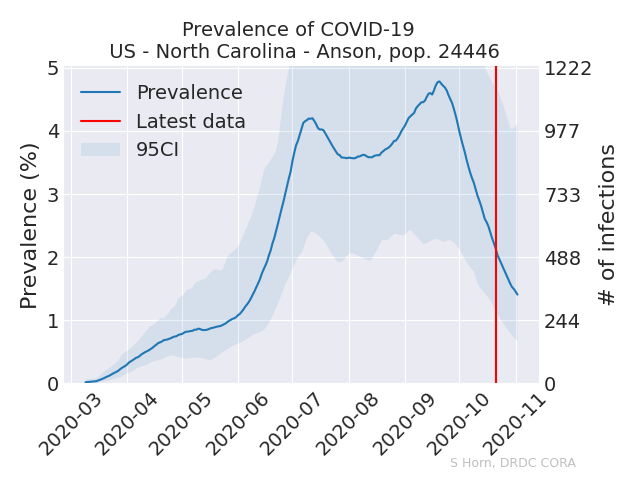 Prevalence of COVID-19
US - North Carolina - Anson, pop. 24446
Prevalence
Latest data
95CI
Prevalence (%)
5
4
3
2
1
0
1222
977
733
488
244
0
# of infections
2020-03
2020-04
2020-05
2020-06
2020-07
2020-08
2020-09
2020-10
2020-11
S Horn, DRDC CORA